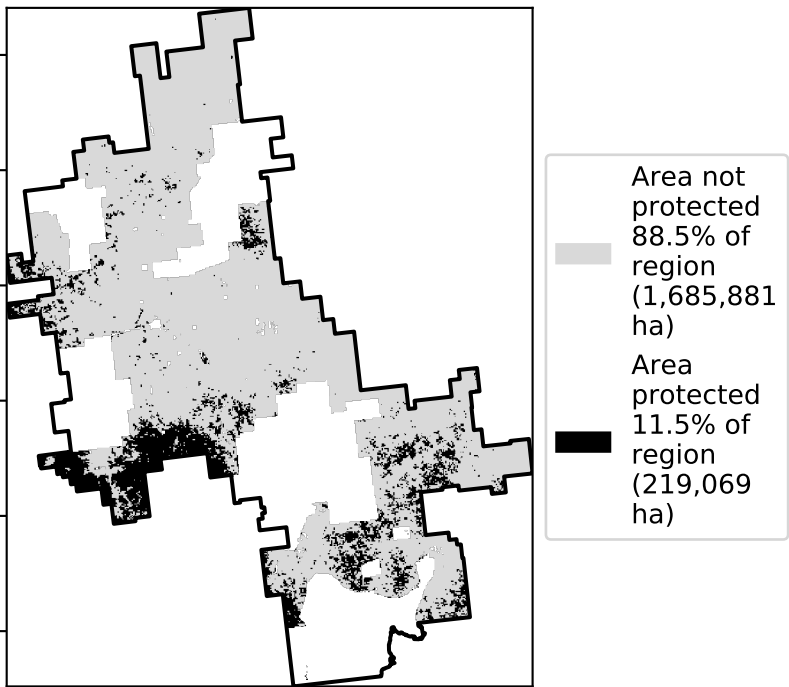 Area not
protected
88.5% of
region
(1,685,881
ha)
Area
protected
11.5% of
region
(219,069
ha)